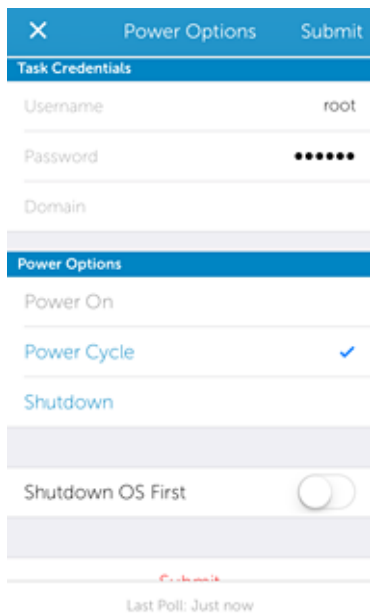 × Power Options Submit
Task Credentials
Username root
Password ••••••
Domain
Power Options
Power On
Power Cycle ✓
Shutdown
Shutdown OS First
Submit
Last Poll: Just now